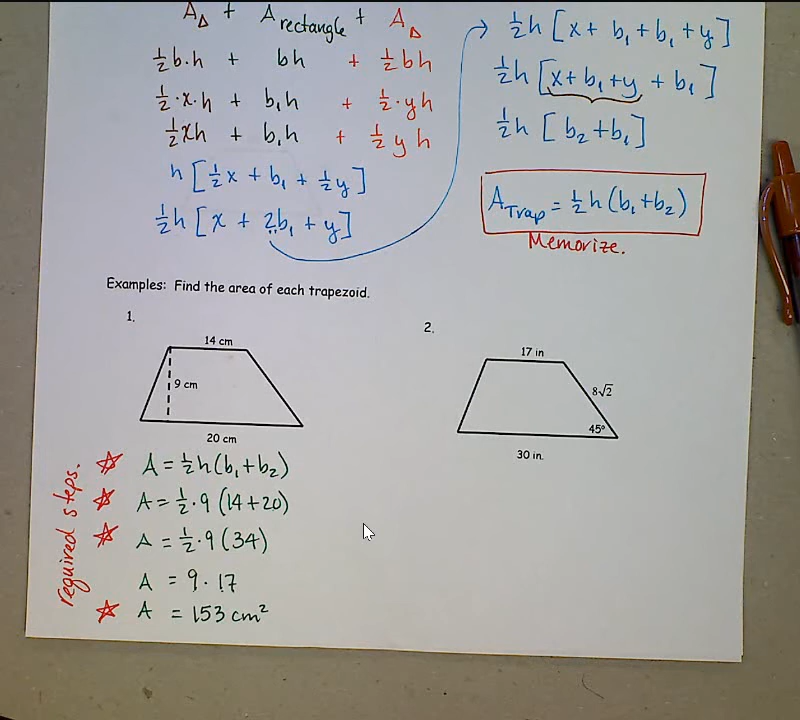 A△ + A rectangle + A△
½b·h + bh + ½bh
½·x·h + b₁h + ½·yh
½xh + b₁h + ½yh
h[½x + b₁ + ½y]
½h[x + 2b₁ + y]
½h[x + b₁ + b₁ + y]
½h[x + b₁ + y + b₁]
½h[b₂ + b₁]
A Trap = ½h(b₁+b₂)
Memorize.
Examples: Find the area of each trapezoid.
1.
14 cm
9 cm
20 cm
required steps.
A = ½h(b₁+b₂)
A = ½·9(14+20)
A = ½·9(34)
A = 9·17
A = 153 cm²
2.
17 in
8√2
45°
30 in.